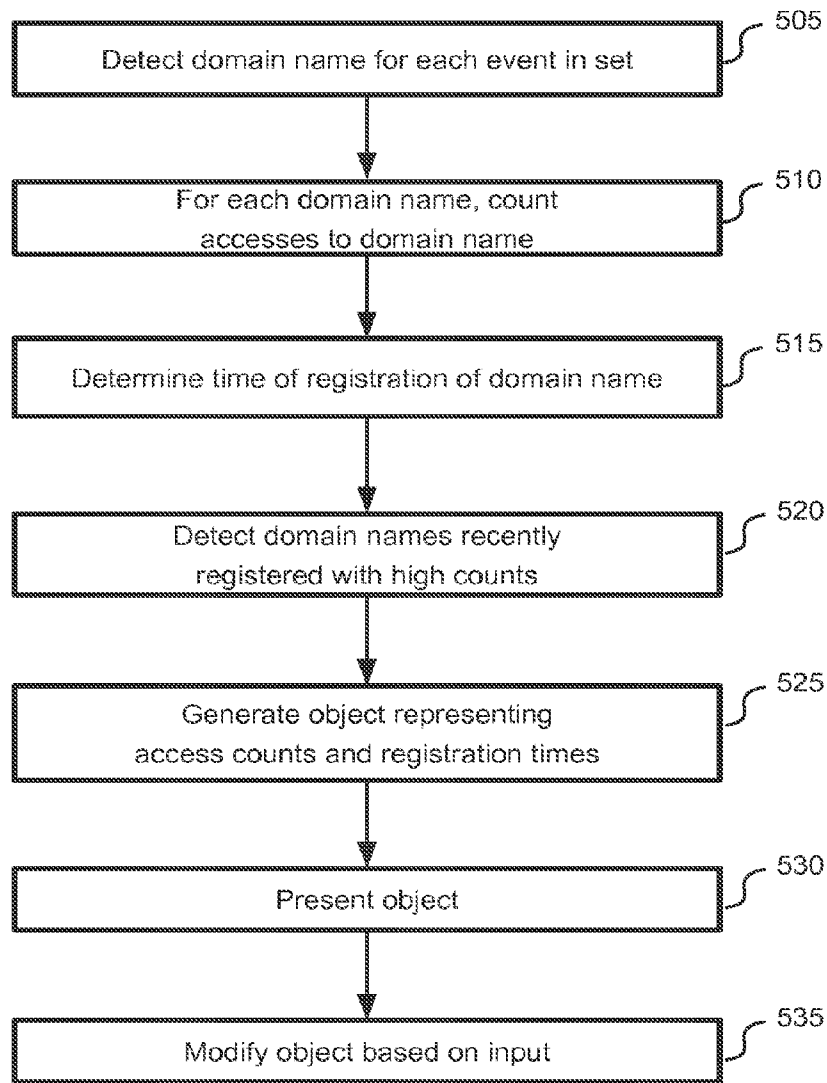 505
Detect domain name for each event in set
510
For each domain name, count
accesses to domain name
515
Determine time of registration of domain name
520
Detect domain names recently
registered with high counts
525
Generate object representing
access counts and registration times
530
Present object
535
Modify object based on input